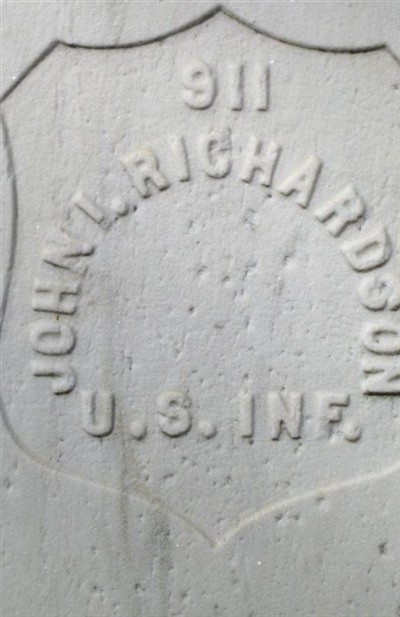 911
JOHN T. RICHARDSON
U.S. INF.